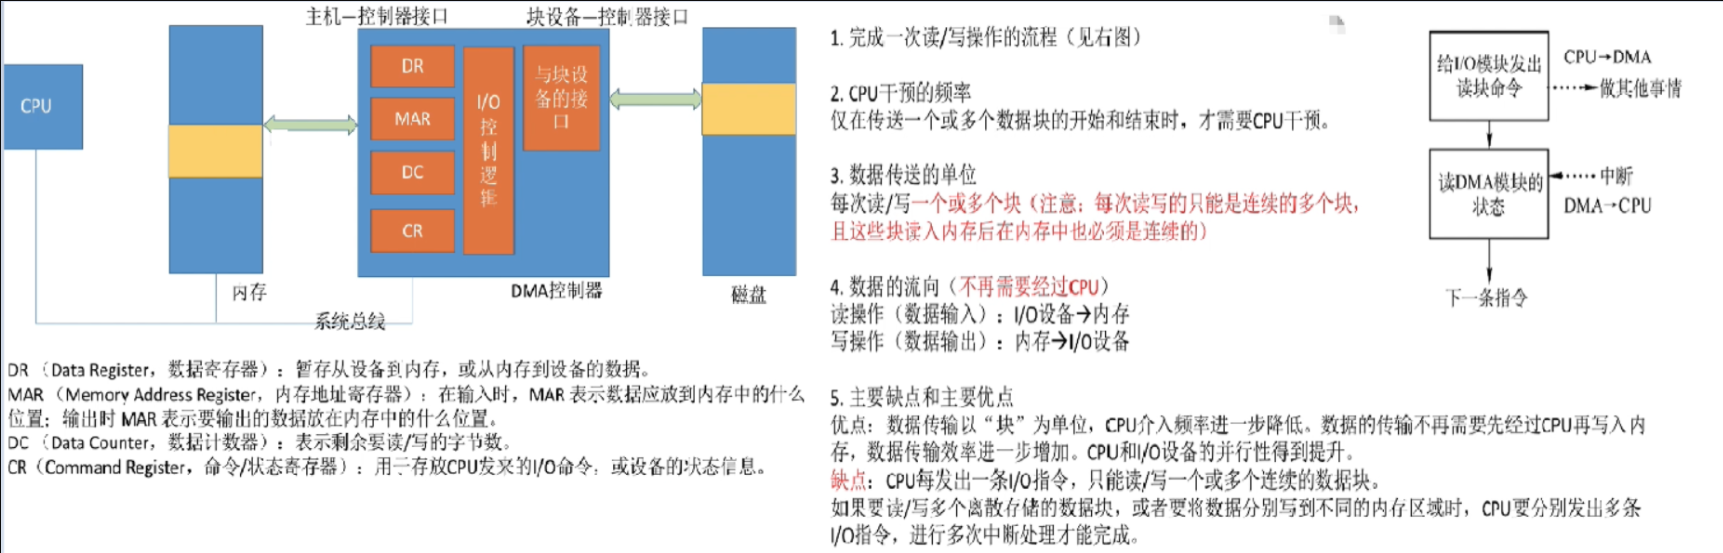 主机—控制器接口
块设备—控制器接口
CPU
DR
MAR
DC
CR
I/O
控
制
逻
辑
与块设
备的接
口
内存
DMA控制器
磁盘
系统总线
DR （Data Register，数据寄存器）：暂存从设备到内存，或从内存到设备的数据。
MAR （Memory Address Register，内存地址寄存器）：在输入时，MAR 表示数据应放到内存中的什么
位置；输出时 MAR 表示要输出的数据放在内存中的什么位置。
DC （Data Counter，数据计数器）：表示剩余要读/写的字节数。
CR（Command Register，命令/状态寄存器）：用于存放CPU发来的I/O命令，或设备的状态信息。
1. 完成一次读/写操作的流程（见右图）
2. CPU干预的频率
仅在传送一个或多个数据块的开始和结束时，才需要CPU干预。
3. 数据传送的单位
每次读/写一个或多个块（注意：每次读写的只能是连续的多个块，
且这些块读入内存后在内存中也必须是连续的）
4. 数据的流向（不再需要经过CPU）
读操作（数据输入）：I/O设备→内存
写操作（数据输出）：内存→I/O设备
5. 主要缺点和主要优点
优点：数据传输以“块”为单位，CPU介入频率进一步降低。数据的传输不再需要先经过CPU再写入内
存，数据传输效率进一步增加。CPU和I/O设备的并行性得到提升。
缺点：CPU每发出一条I/O指令，只能读/写一个或多个连续的数据块。
如果要读/写多个离散存储的数据块，或者要将数据分别写到不同的内存区域时，CPU要分别发出多条
I/O指令，进行多次中断处理才能完成。
给I/O模块发出
读块命令
CPU→DMA
做其他事情
读DMA模块的
状态
中断
DMA→CPU
下一条指令